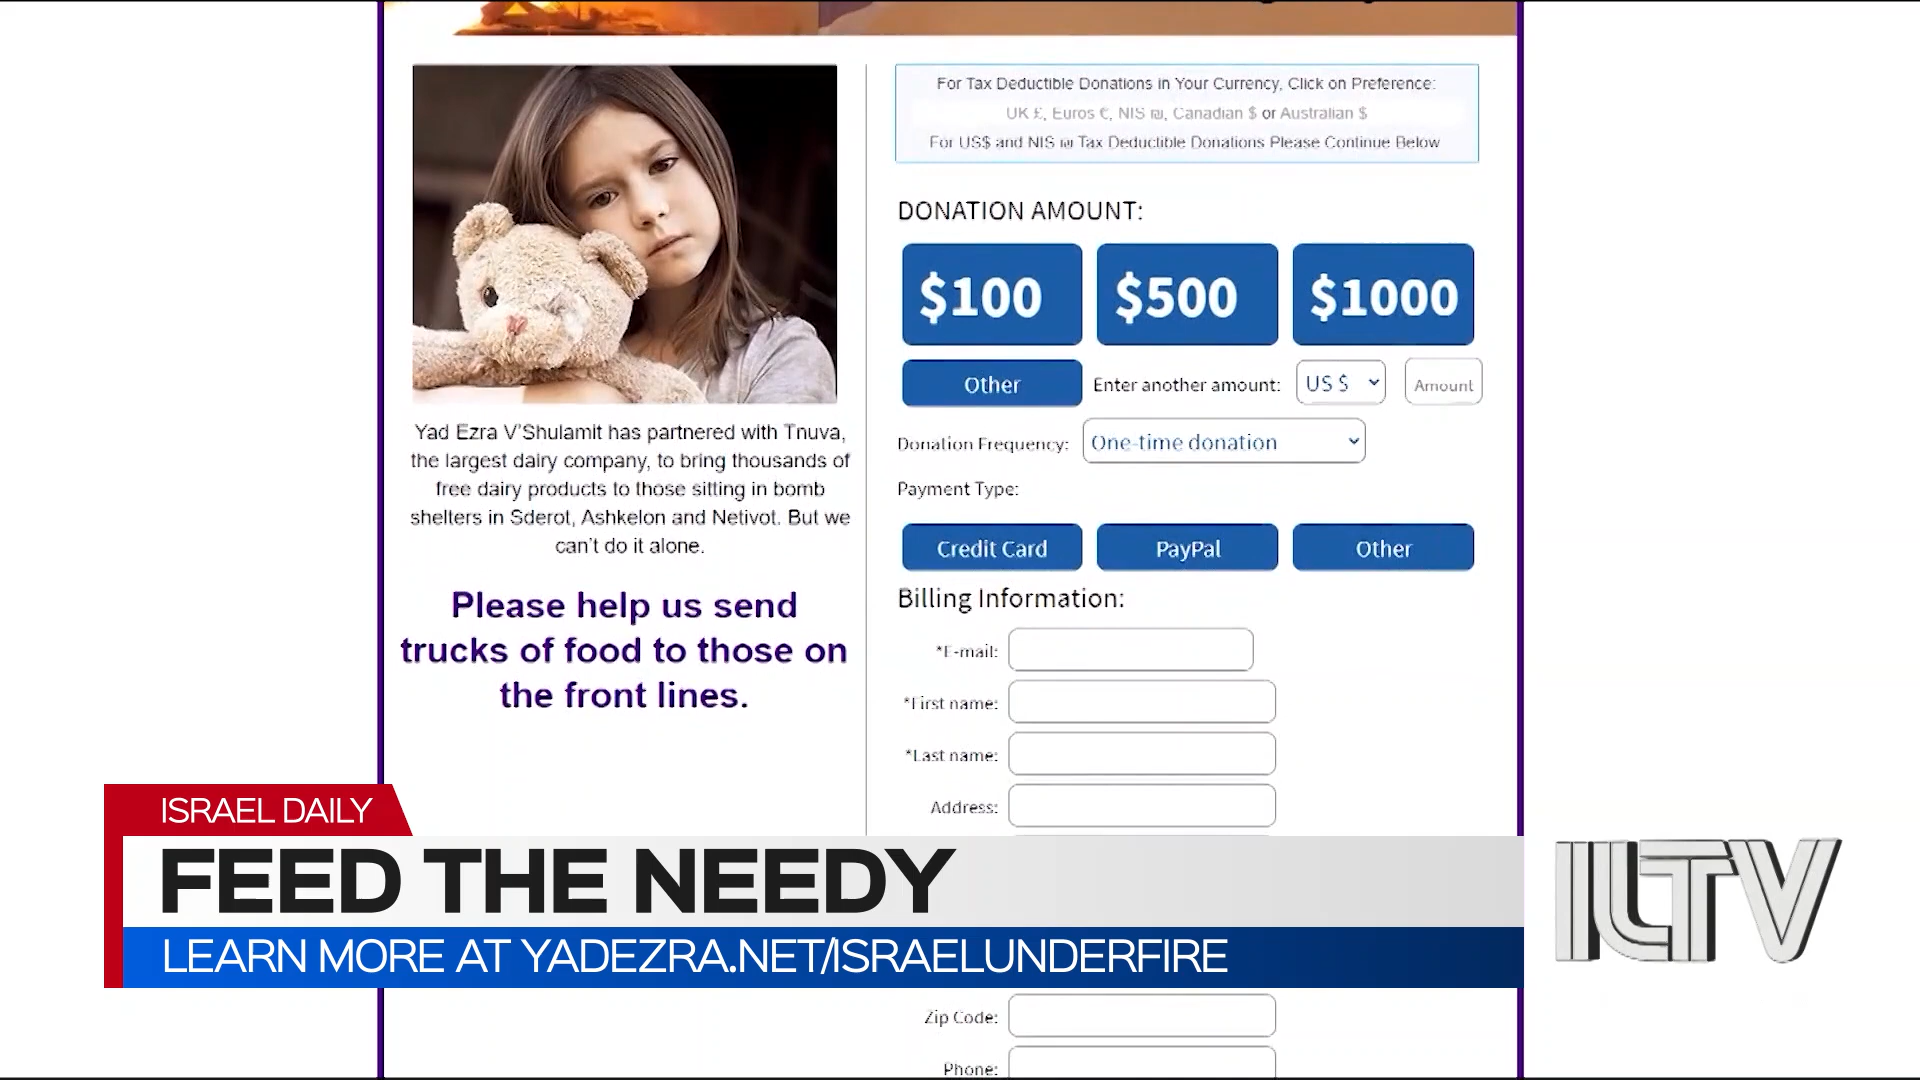 For Tax Deductible Donations in Your Currency, Click on Preference:
UK £, Euros €, NIS ₪, Canadian $ or Australian $
For US$ and NIS ₪ Tax Deductible Donations Please Continue Below
Yad Ezra V'Shulamit has partnered with Tnuva,
the largest dairy company, to bring thousands of
free dairy products to those sitting in bomb
shelters in Sderot, Ashkelon and Netivot. But we
can't do it alone.
Please help us send
trucks of food to those on
the front lines.
DONATION AMOUNT:
$100 $500 $1000
Other Enter another amount: US $ Amount
Donation Frequency: One-time donation
Payment Type:
Credit Card PayPal Other
Billing Information:
*E-mail:
*First name:
*Last name:
Address:
Zip Code:
Phone:
ISRAEL DAILY
FEED THE NEEDY
LEARN MORE AT YADEZRA.NET/ISRAELUNDERFIRE
ILTV